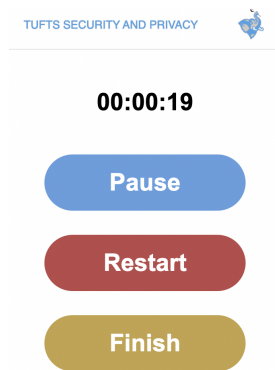 TUFTS SECURITY AND PRIVACY
00:00:19
Pause
Restart
Finish